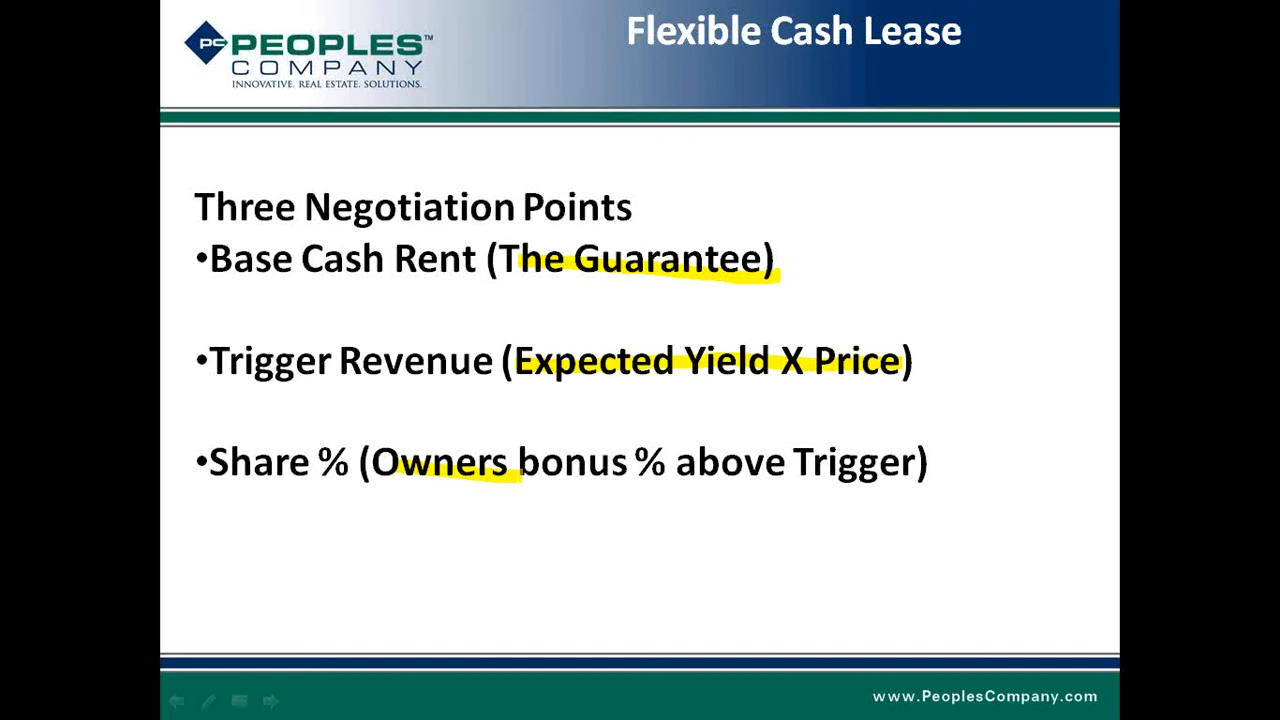 Flexible Cash Lease
PC PEOPLES™
COMPANY
INNOVATIVE. REAL ESTATE. SOLUTIONS.
Three Negotiation Points
•Base Cash Rent (The Guarantee)
•Trigger Revenue (Expected Yield X Price)
•Share % (Owners bonus % above Trigger)
www.PeoplesCompany.com